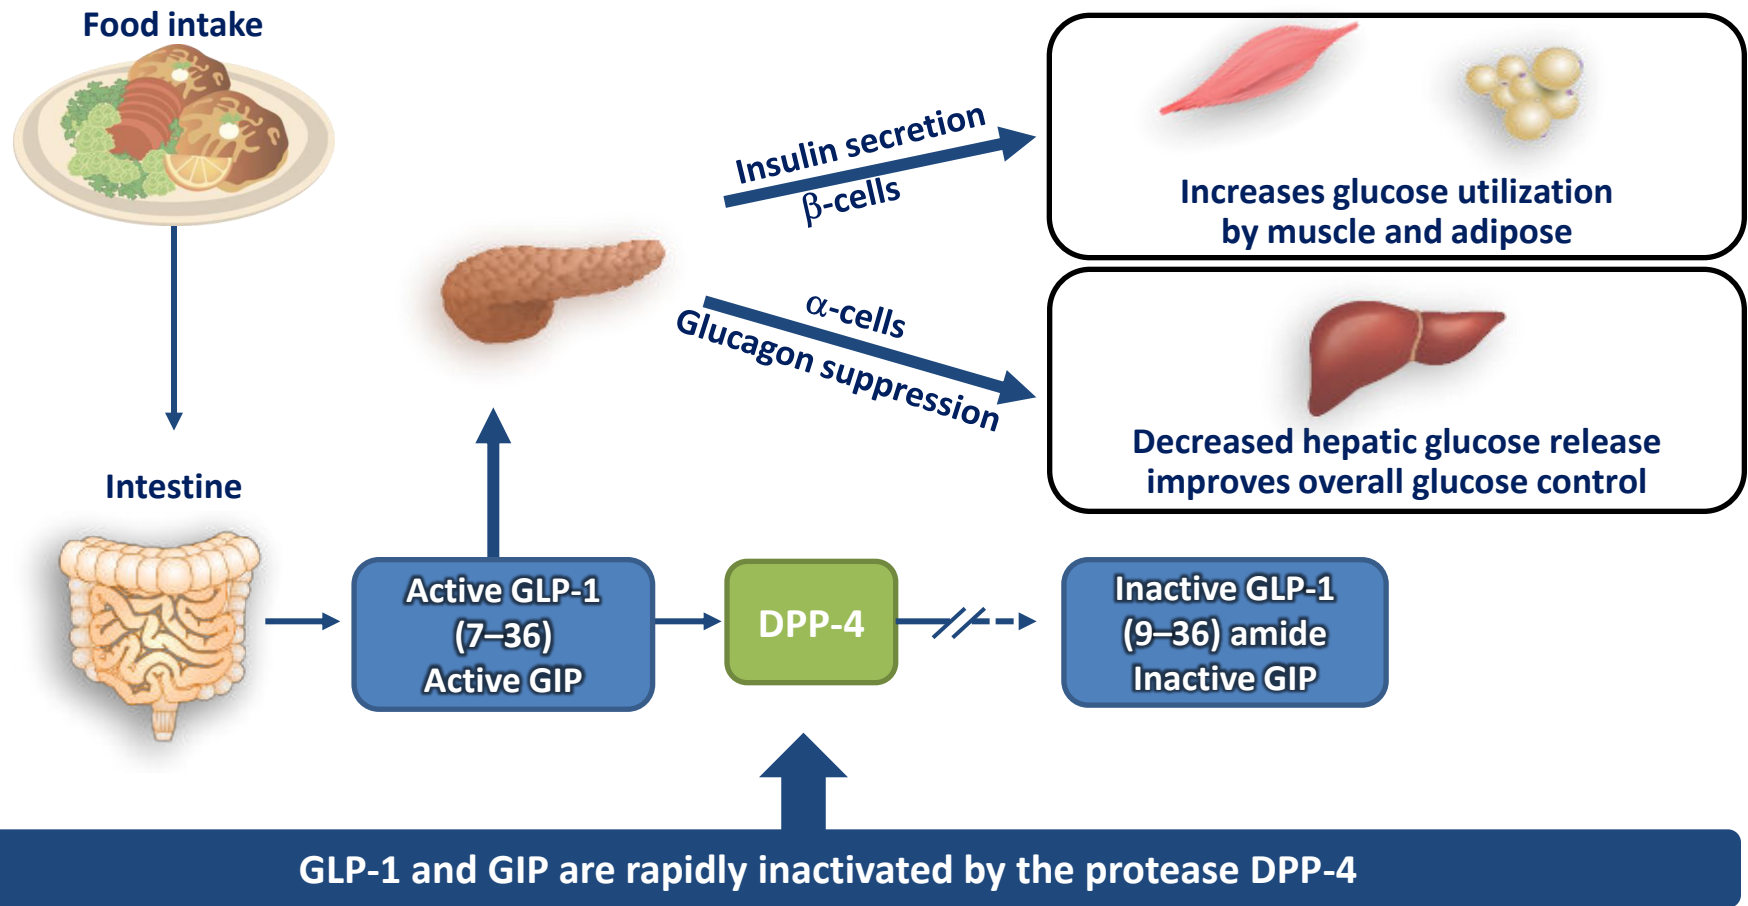 Food intake
Insulin secretion
β-cells
Increases glucose utilization
by muscle and adipose
α-cells
Glucagon suppression
Decreased hepatic glucose release
improves overall glucose control
Intestine
Active GLP-1
(7–36)
Active GIP
DPP-4
Inactive GLP-1
(9–36) amide
Inactive GIP
GLP-1 and GIP are rapidly inactivated by the protease DPP-4